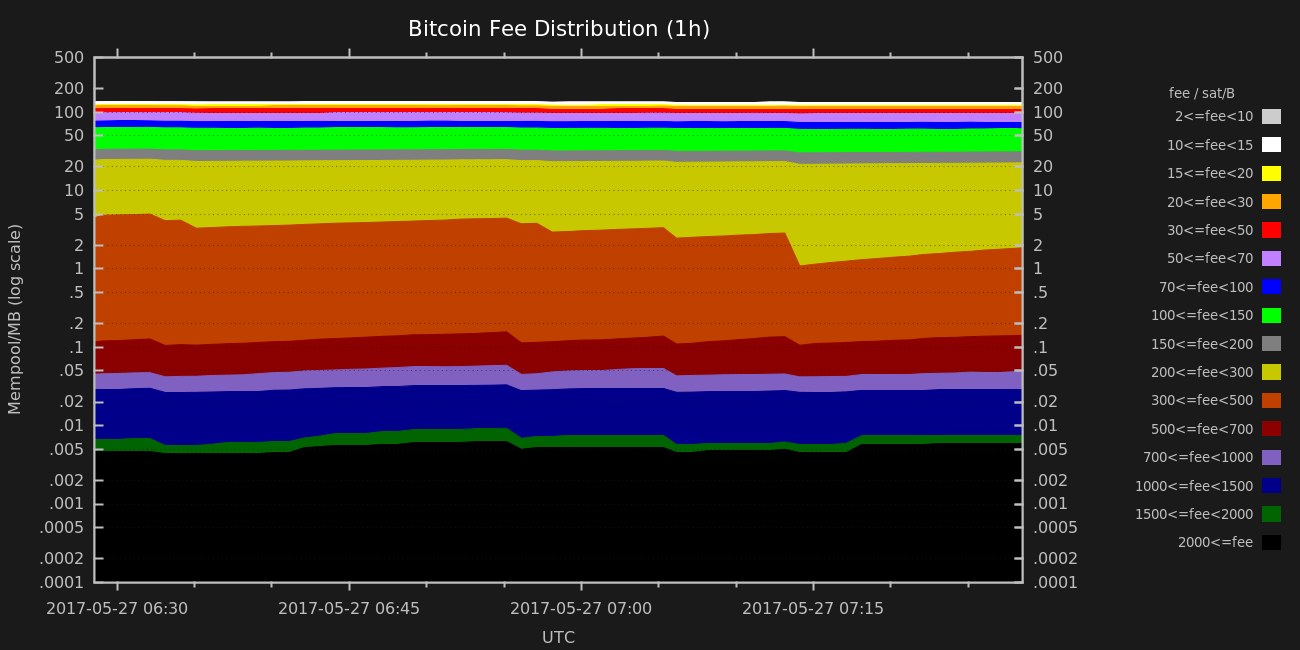 Bitcoin Fee Distribution (1h)
500
200
100
50
20
10
5
2
1
.5
.2
.1
.05
.02
.01
.005
.002
.001
.0005
.0002
.0001
Mempool/MB (log scale)
500
200
100
50
20
10
5
2
1
.5
.2
.1
.05
.02
.01
.005
.002
.001
.0005
.0002
.0001
fee / sat/B
2<=fee<10
10<=fee<15
15<=fee<20
20<=fee<30
30<=fee<50
50<=fee<70
70<=fee<100
100<=fee<150
150<=fee<200
200<=fee<300
300<=fee<500
500<=fee<700
700<=fee<1000
1000<=fee<1500
1500<=fee<2000
2000<=fee
2017-05-27 06:30 2017-05-27 06:45 2017-05-27 07:00 2017-05-27 07:15
UTC